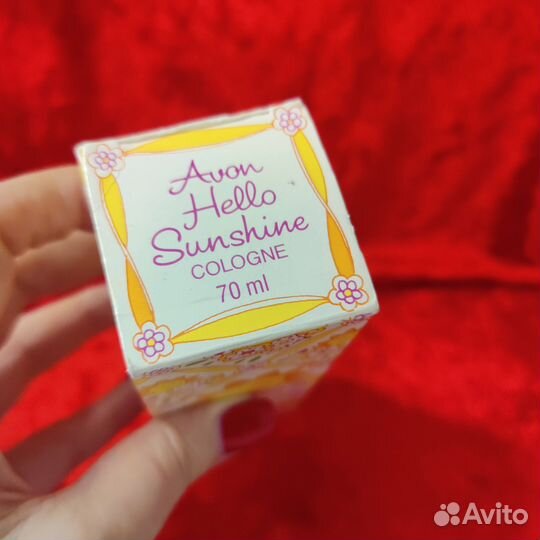 Avon
Hello
Sunshine
COLOGNE
70 ml
Avito